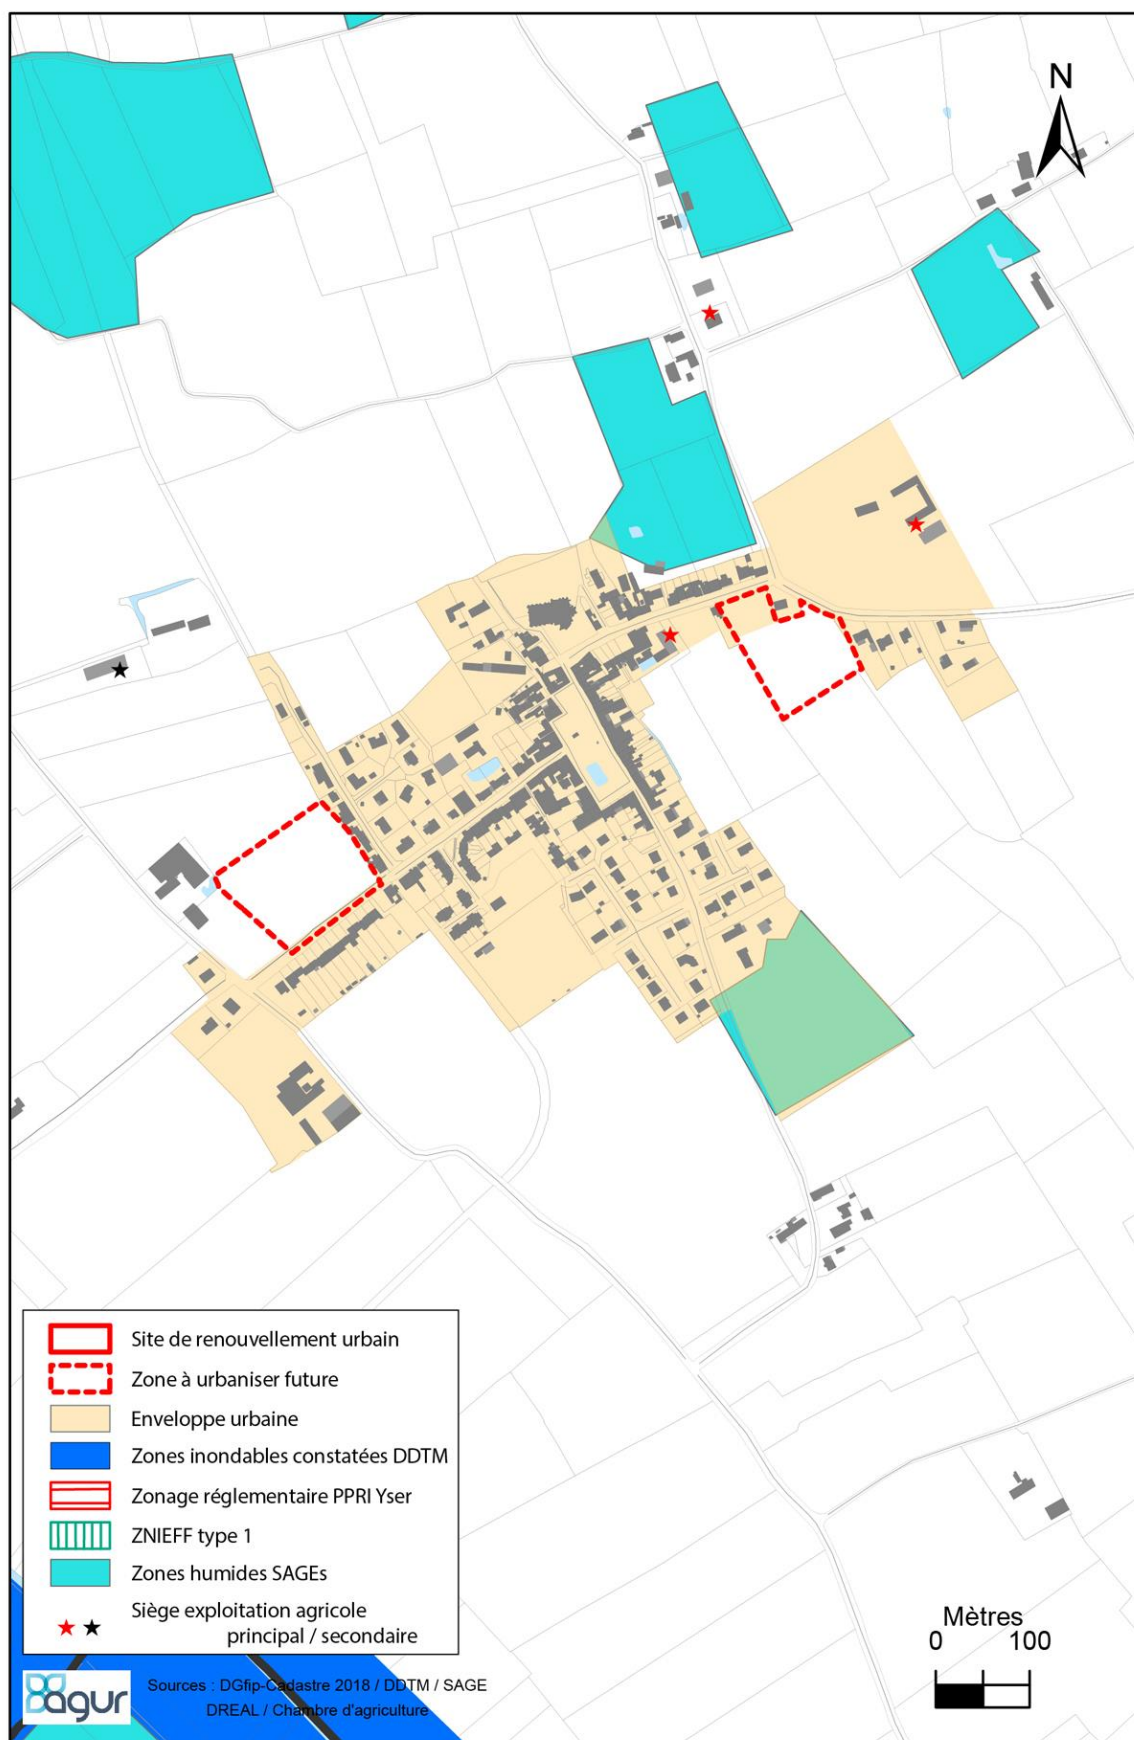 N
Site de renouvellement urbain
Zone à urbaniser future
Enveloppe urbaine
Zones inondables constatées DDTM
Zonage réglementaire PPRI Yser
ZNIEFF type 1
Zones humides SAGEs
Siège exploitation agricole
principal / secondaire
Mètres
0 100
agur
Sources : DGfip-Cadastre 2018 / DDTM / SAGE
DREAL / Chambre d'agriculture